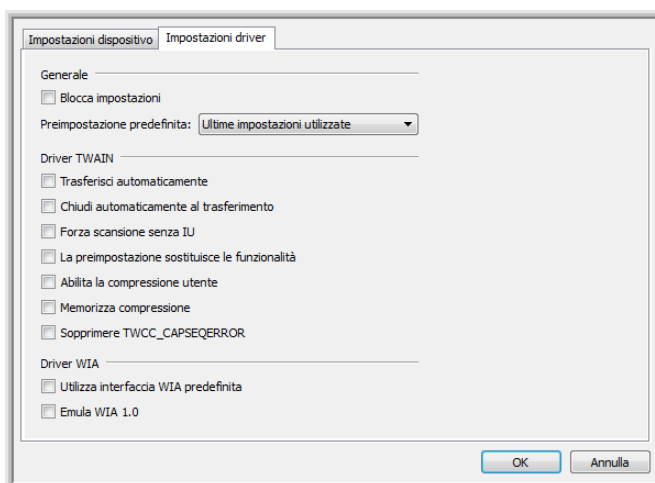 Impostazioni dispositivo Impostazioni driver
Generale
Blocca impostazioni
Preimpostazione predefinita: Ultime impostazioni utilizzate
Driver TWAIN
Trasferisci automaticamente
Chiudi automaticamente al trasferimento
Forza scansione senza IU
La preimpostazione sostituisce le funzionalità
Abilita la compressione utente
Memorizza compressione
Sopprimere TWCC_CAPSEQERROR
Driver WIA
Utilizza interfaccia WIA predefinita
Emula WIA 1.0
OK Annulla